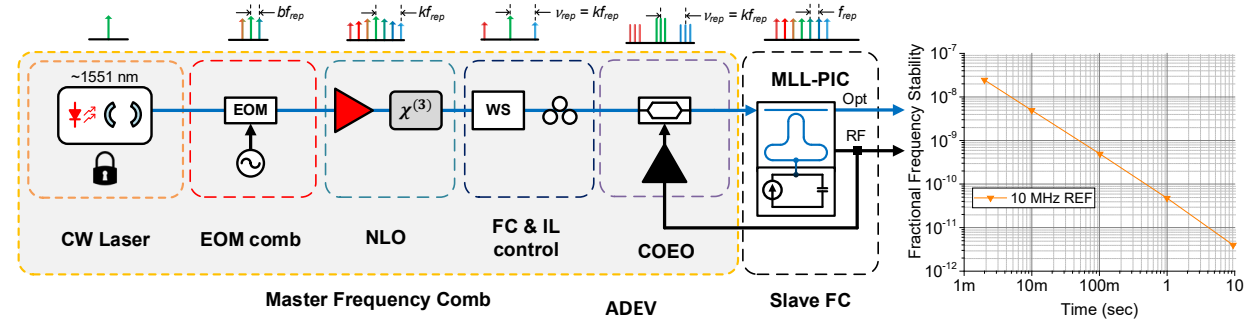 bf_rep
kf_rep
ν_rep = kf_rep
ν_rep = kf_rep
f_rep
~1551 nm
EOM
χ^(3)
WS
MLL-PIC
Opt
RF
CW Laser
EOM comb
NLO
FC & IL
control
COEO
Master Frequency Comb
ADEV
Slave FC
Fractional Frequency Stability
10^-7
10^-8
10^-9
10^-10
10^-11
10^-12
10 MHz REF
1m
10m
100m
1
10
Time (sec)